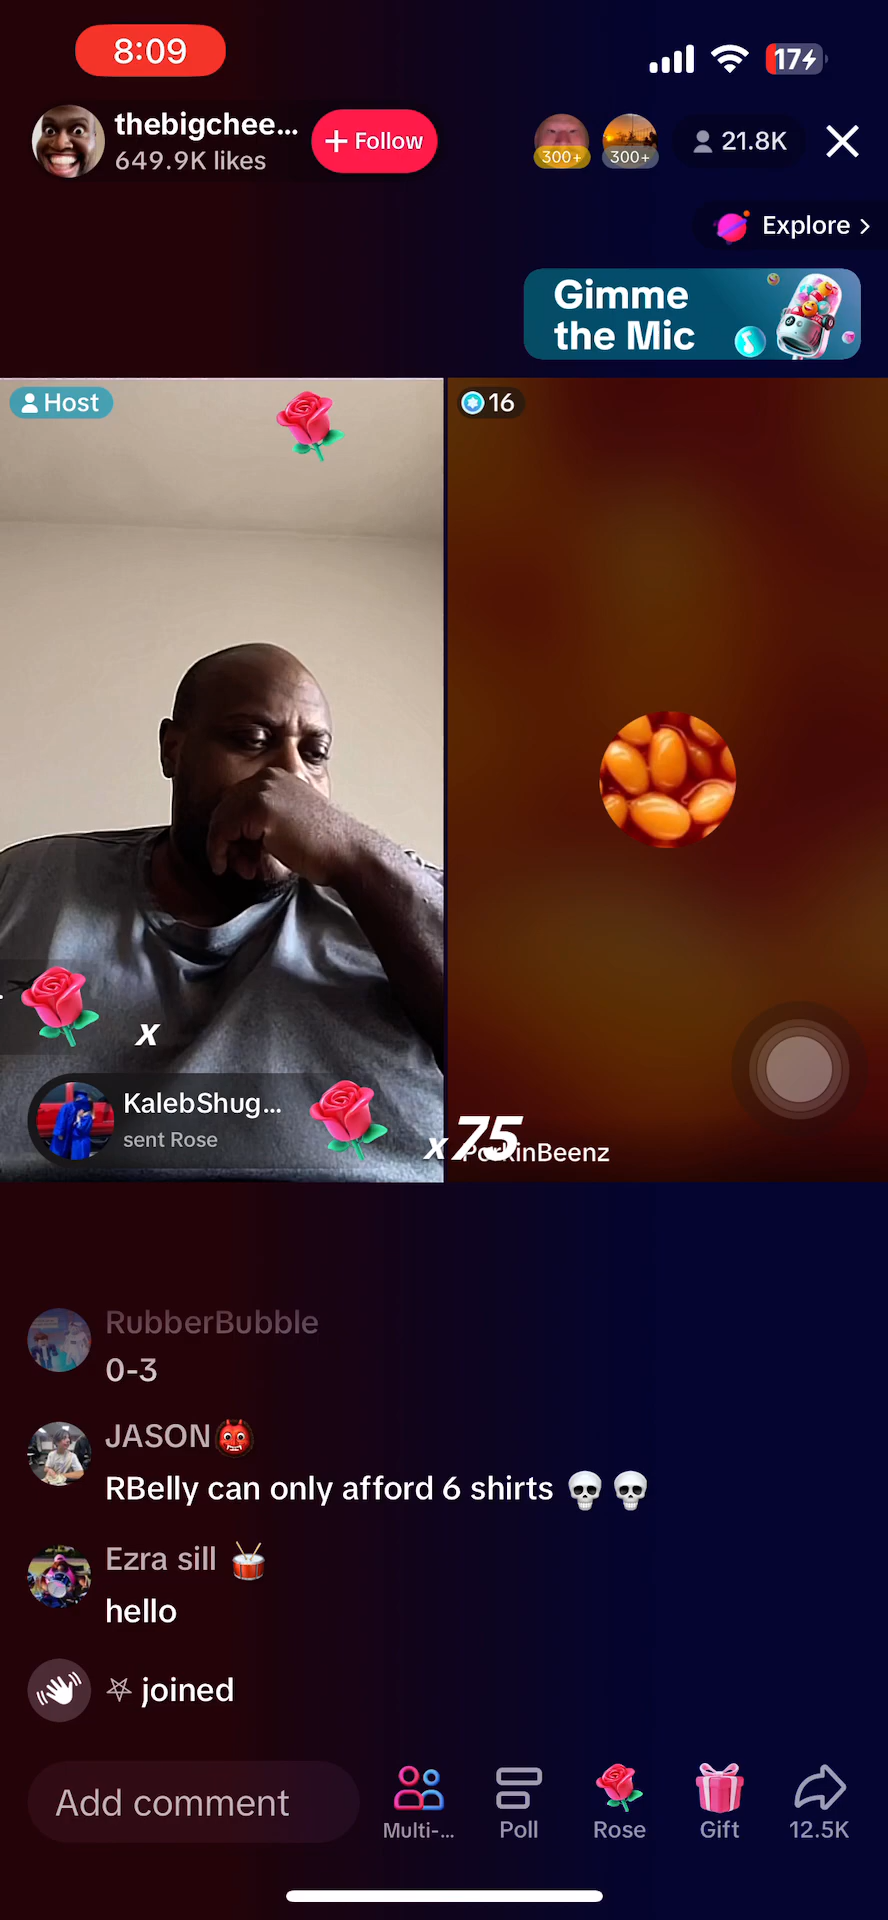 8:09
17
thebigchee...
649.9K likes
+ Follow
300+
300+
21.8K
Explore >
Gimme
the Mic
Host
16
x
KalebShug...
sent Rose
x75
PorkinBeenz
RubberBubble
0-3
JASON👹
RBelly can only afford 6 shirts 💀💀
Ezra sill 🥁
hello
⛧ joined
Add comment
Multi-...
Poll
Rose
Gift
12.5K